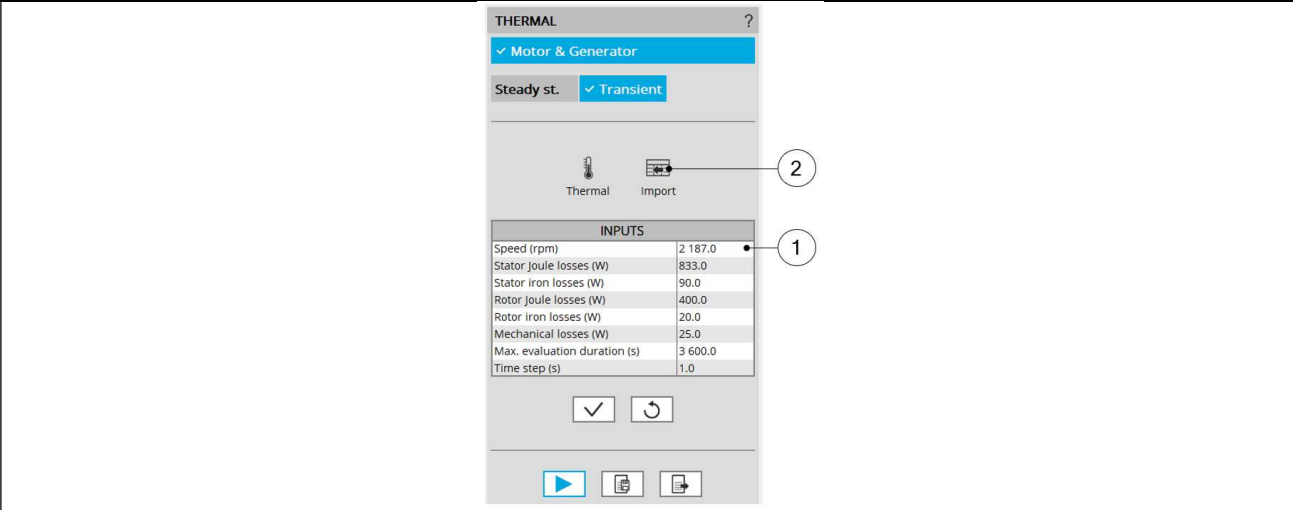 THERMAL ?
Motor & Generator
Steady st. Transient
Thermal Import
2
INPUTS
Speed (rpm) 2 187.0
1
Stator Joule losses (W) 833.0
Stator iron losses (W) 90.0
Rotor Joule losses (W) 400.0
Rotor iron losses (W) 20.0
Mechanical losses (W) 25.0
Max. evaluation duration (s) 3 600.0
Time step (s) 1.0